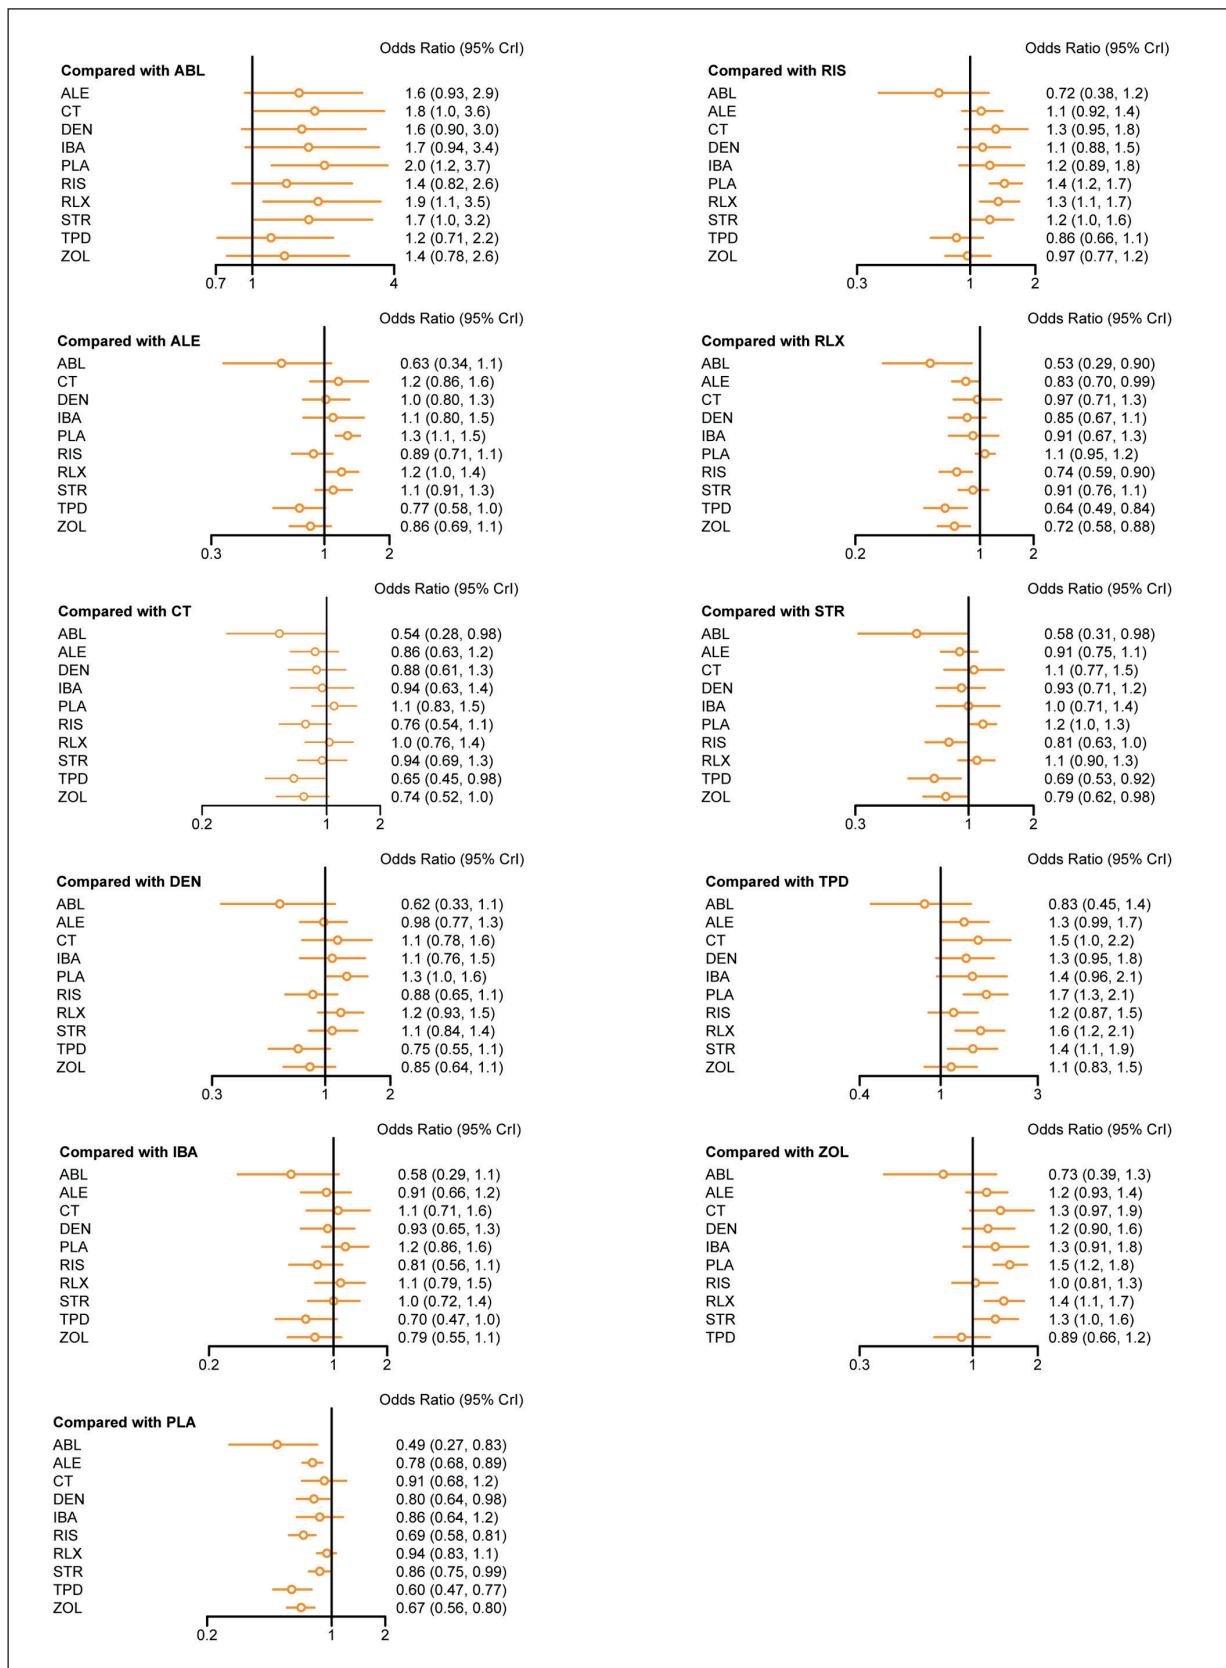 Odds Ratio (95% CrI)
Compared with ABL
ALE 1.6 (0.93, 2.9)
CT 1.8 (1.0, 3.6)
DEN 1.6 (0.90, 3.0)
IBA 1.7 (0.94, 3.4)
PLA 2.0 (1.2, 3.7)
RIS 1.4 (0.82, 2.6)
RLX 1.9 (1.1, 3.5)
STR 1.7 (1.0, 3.2)
TPD 1.2 (0.71, 2.2)
ZOL 1.4 (0.78, 2.6)
0.7 1 4
Odds Ratio (95% CrI)
Compared with ALE
ABL 0.63 (0.34, 1.1)
CT 1.2 (0.86, 1.6)
DEN 1.0 (0.80, 1.3)
IBA 1.1 (0.80, 1.5)
PLA 1.3 (1.1, 1.5)
RIS 0.89 (0.71, 1.1)
RLX 1.2 (1.0, 1.4)
STR 1.1 (0.91, 1.3)
TPD 0.77 (0.58, 1.0)
ZOL 0.86 (0.69, 1.1)
0.3 1 2
Odds Ratio (95% CrI)
Compared with CT
ABL 0.54 (0.28, 0.98)
ALE 0.86 (0.63, 1.2)
DEN 0.88 (0.61, 1.3)
IBA 0.94 (0.63, 1.4)
PLA 1.1 (0.83, 1.5)
RIS 0.76 (0.54, 1.1)
RLX 1.0 (0.76, 1.4)
STR 0.94 (0.69, 1.3)
TPD 0.65 (0.45, 0.98)
ZOL 0.74 (0.52, 1.0)
0.2 1 2
Odds Ratio (95% CrI)
Compared with DEN
ABL 0.62 (0.33, 1.1)
ALE 0.98 (0.77, 1.3)
CT 1.1 (0.78, 1.6)
IBA 1.1 (0.76, 1.5)
PLA 1.3 (1.0, 1.6)
RIS 0.88 (0.65, 1.1)
RLX 1.2 (0.93, 1.5)
STR 1.1 (0.84, 1.4)
TPD 0.75 (0.55, 1.1)
ZOL 0.85 (0.64, 1.1)
0.3 1 2
Odds Ratio (95% CrI)
Compared with IBA
ABL 0.58 (0.29, 1.1)
ALE 0.91 (0.66, 1.2)
CT 1.1 (0.71, 1.6)
DEN 0.93 (0.65, 1.3)
PLA 1.2 (0.86, 1.6)
RIS 0.81 (0.56, 1.1)
RLX 1.1 (0.79, 1.5)
STR 1.0 (0.72, 1.4)
TPD 0.70 (0.47, 1.0)
ZOL 0.79 (0.55, 1.1)
0.2 1 2
Odds Ratio (95% CrI)
Compared with PLA
ABL 0.49 (0.27, 0.83)
ALE 0.78 (0.68, 0.89)
CT 0.91 (0.68, 1.2)
DEN 0.80 (0.64, 0.98)
IBA 0.86 (0.64, 1.2)
RIS 0.69 (0.58, 0.81)
RLX 0.94 (0.83, 1.1)
STR 0.86 (0.75, 0.99)
TPD 0.60 (0.47, 0.77)
ZOL 0.67 (0.56, 0.80)
0.2 1 2
Odds Ratio (95% CrI)
Compared with RIS
ABL 0.72 (0.38, 1.2)
ALE 1.1 (0.92, 1.4)
CT 1.3 (0.95, 1.8)
DEN 1.1 (0.88, 1.5)
IBA 1.2 (0.89, 1.8)
PLA 1.4 (1.2, 1.7)
RLX 1.3 (1.1, 1.7)
STR 1.2 (1.0, 1.6)
TPD 0.86 (0.66, 1.1)
ZOL 0.97 (0.77, 1.2)
0.3 1 2
Odds Ratio (95% CrI)
Compared with RLX
ABL 0.53 (0.29, 0.90)
ALE 0.83 (0.70, 0.99)
CT 0.97 (0.71, 1.3)
DEN 0.85 (0.67, 1.1)
IBA 0.91 (0.67, 1.3)
PLA 1.1 (0.95, 1.2)
RIS 0.74 (0.59, 0.90)
STR 0.91 (0.76, 1.1)
TPD 0.64 (0.49, 0.84)
ZOL 0.72 (0.58, 0.88)
0.2 1 2
Odds Ratio (95% CrI)
Compared with STR
ABL 0.58 (0.31, 0.98)
ALE 0.91 (0.75, 1.1)
CT 1.1 (0.77, 1.5)
DEN 0.93 (0.71, 1.2)
IBA 1.0 (0.71, 1.4)
PLA 1.2 (1.0, 1.3)
RIS 0.81 (0.63, 1.0)
RLX 1.1 (0.90, 1.3)
TPD 0.69 (0.53, 0.92)
ZOL 0.79 (0.62, 0.98)
0.3 1 2
Odds Ratio (95% CrI)
Compared with TPD
ABL 0.83 (0.45, 1.4)
ALE 1.3 (0.99, 1.7)
CT 1.5 (1.0, 2.2)
DEN 1.3 (0.95, 1.8)
IBA 1.4 (0.96, 2.1)
PLA 1.7 (1.3, 2.1)
RIS 1.2 (0.87, 1.5)
RLX 1.6 (1.2, 2.1)
STR 1.4 (1.1, 1.9)
ZOL 1.1 (0.83, 1.5)
0.4 1 3
Odds Ratio (95% CrI)
Compared with ZOL
ABL 0.73 (0.39, 1.3)
ALE 1.2 (0.93, 1.4)
CT 1.3 (0.97, 1.9)
DEN 1.2 (0.90, 1.6)
IBA 1.3 (0.91, 1.8)
PLA 1.5 (1.2, 1.8)
RIS 1.0 (0.81, 1.3)
RLX 1.4 (1.1, 1.7)
STR 1.3 (1.0, 1.6)
TPD 0.89 (0.66, 1.2)
0.3 1 2